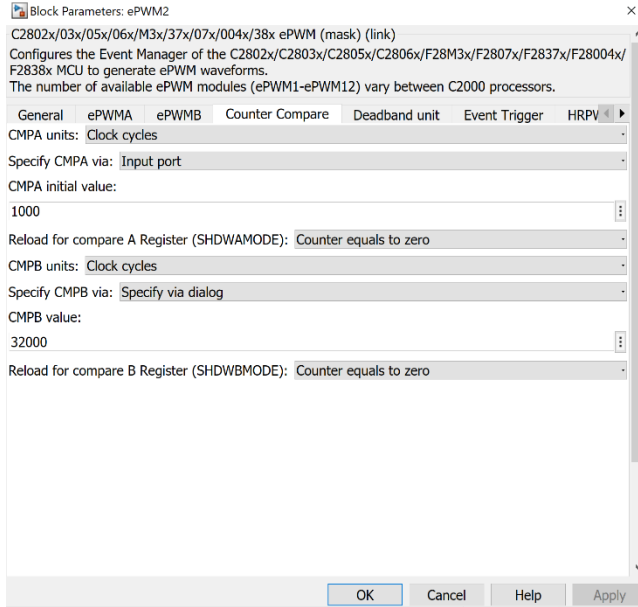 Block Parameters: ePWM2
C2802x/03x/05x/06x/M3x/37x/07x/004x/38x ePWM (mask) (link)
Configures the Event Manager of the C2802x/C2803x/C2805x/C2806x/F28M3x/F2807x/F2837x/F28004x/
F2838x MCU to generate ePWM waveforms.
The number of available ePWM modules (ePWM1-ePWM12) vary between C2000 processors.
General ePWMA ePWMB Counter Compare Deadband unit Event Trigger HRPW
CMPA units: Clock cycles
Specify CMPA via: Input port
CMPA initial value:
1000
Reload for compare A Register (SHDWAMODE): Counter equals to zero
CMPB units: Clock cycles
Specify CMPB via: Specify via dialog
CMPB value:
32000
Reload for compare B Register (SHDWBMODE): Counter equals to zero
OK Cancel Help Apply